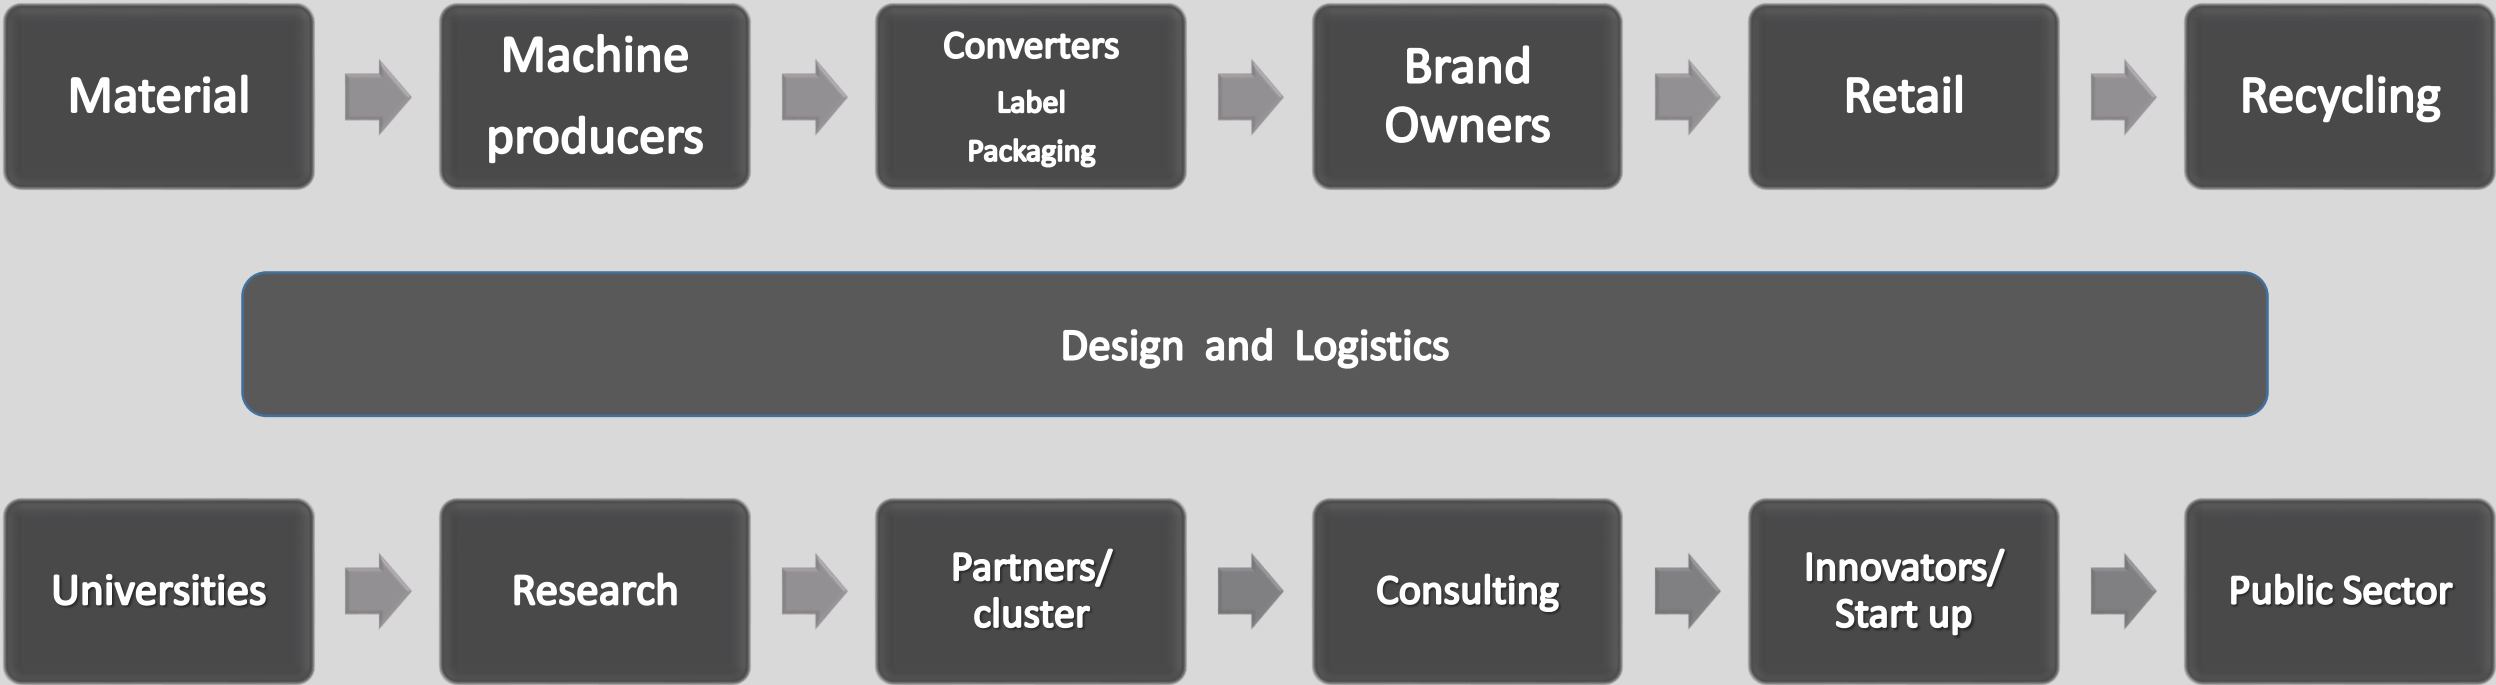 Material
Machine
producers
Converters
Label
Packaging
Brand
Owners
Retail
Recycling
Design and Logistics
Universities
Research
Partners/
cluster
Consulting
Innovators/
Start up
Public Sector